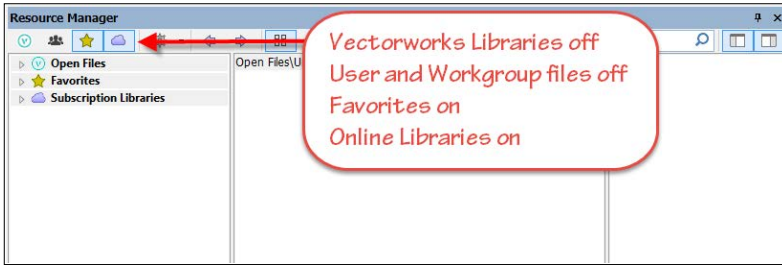 Resource Manager
Open Files
Favorites
Subscription Libraries
Open Files\U
Vectorworks Libraries off
User and Workgroup files off
Favorites on
Online Libraries on